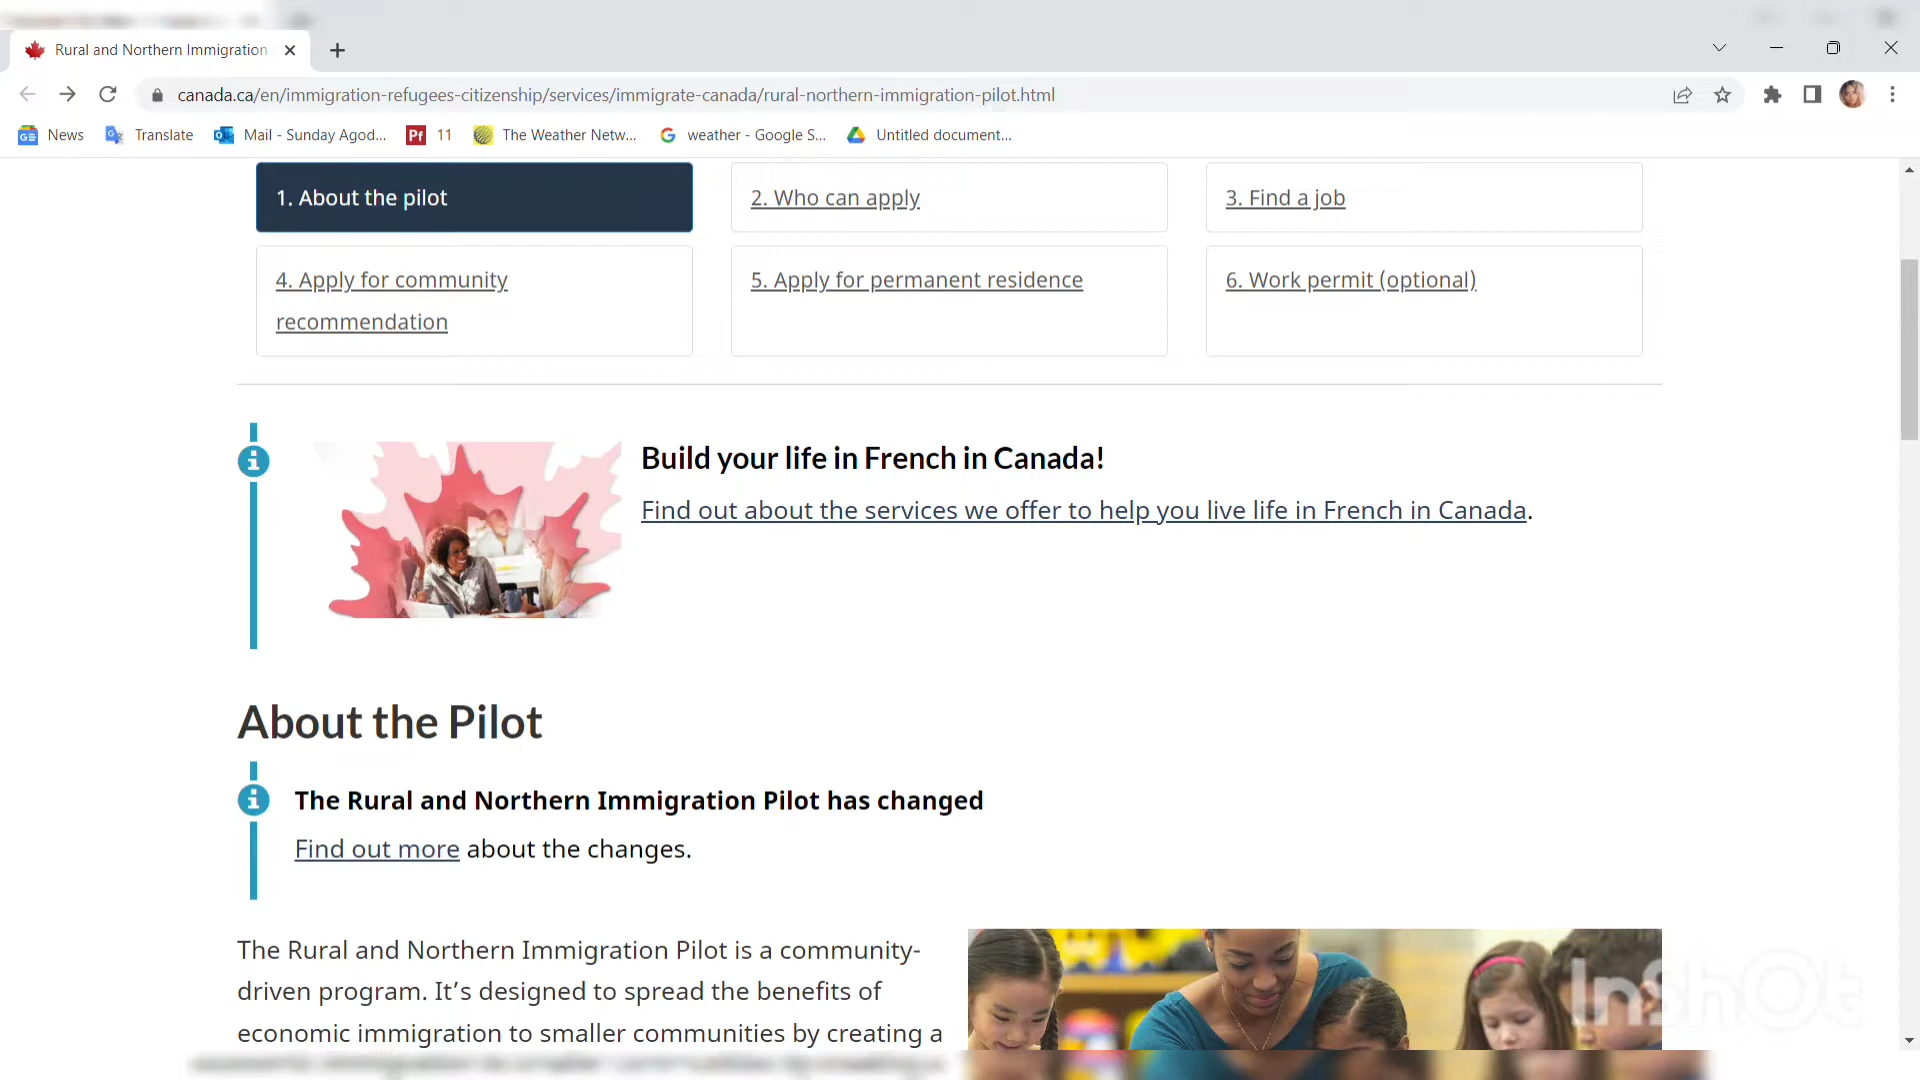 Rural and Northern Immigration
canada.ca/en/immigration-refugees-citizenship/services/immigrate-canada/rural-northern-immigration-pilot.html
News Translate Mail - Sunday Agod... Pf 11 The Weather Netw... weather - Google S... Untitled document...
1. About the pilot
2. Who can apply
3. Find a job
4. Apply for community
recommendation
5. Apply for permanent residence
6. Work permit (optional)
Build your life in French in Canada!
Find out about the services we offer to help you live life in French in Canada.
About the Pilot
The Rural and Northern Immigration Pilot has changed
Find out more about the changes.
The Rural and Northern Immigration Pilot is a community-
driven program. It’s designed to spread the benefits of
economic immigration to smaller communities by creating a
InShOt